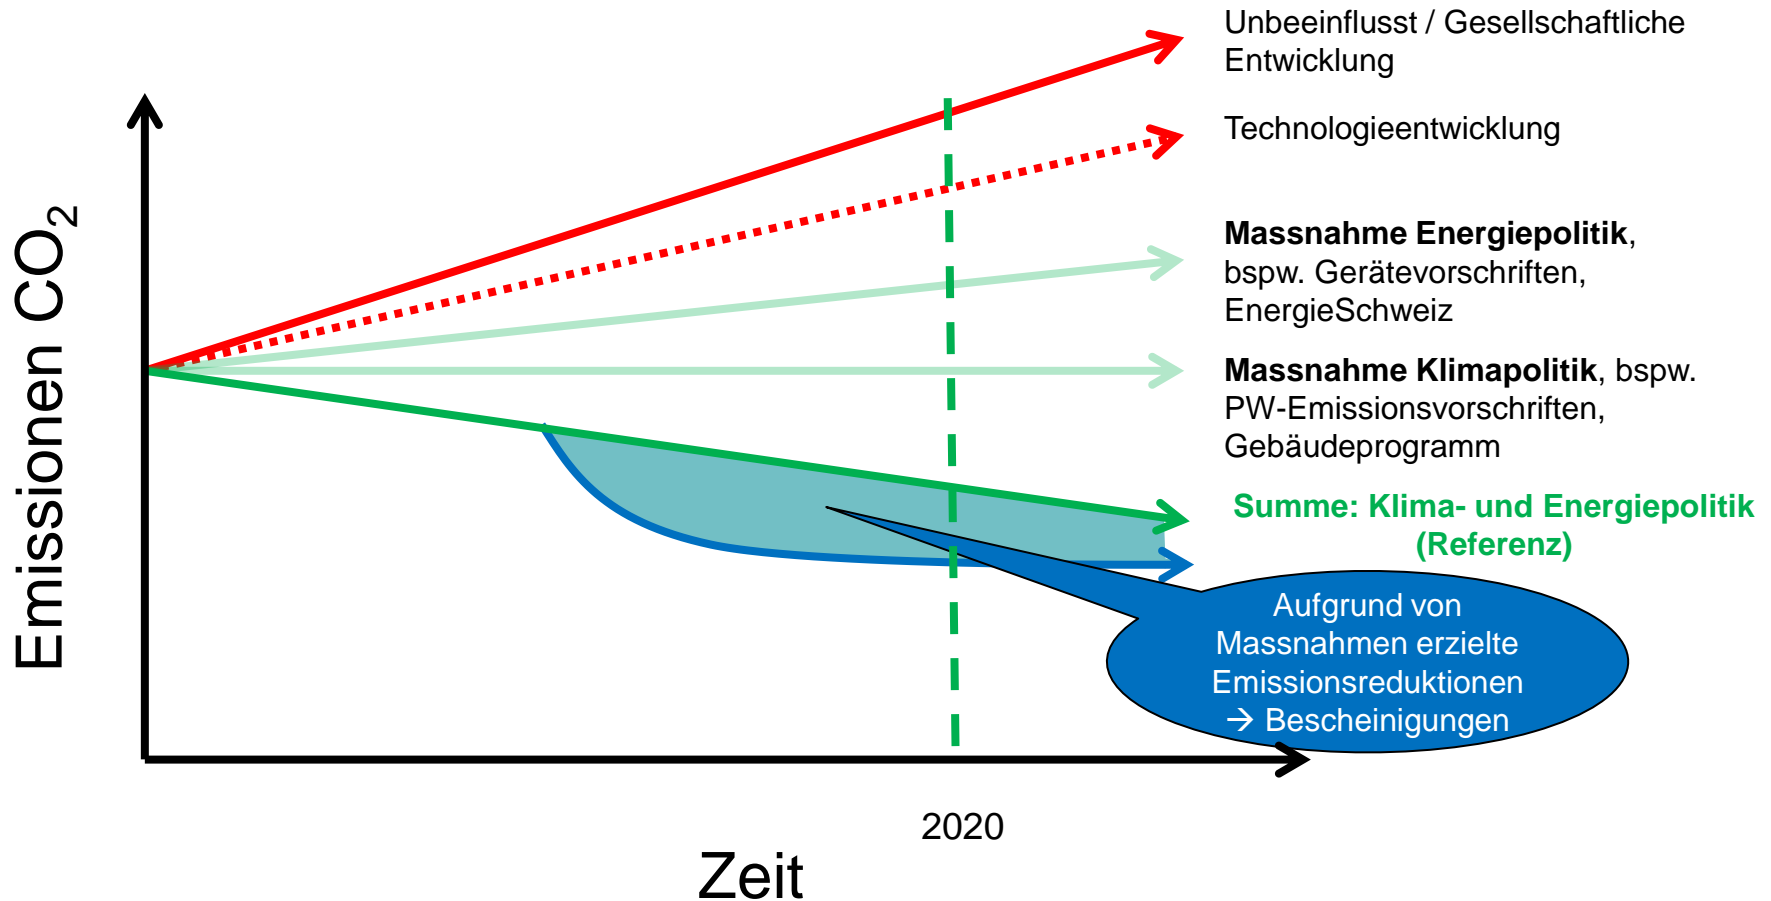 Unbeeinflusst / Gesellschaftliche
Entwicklung
Technologieentwicklung
Massnahme Energiepolitik,
bspw. Gerätevorschriften,
EnergieSchweiz
Massnahme Klimapolitik, bspw.
PW-Emissionsvorschriften,
Gebäudeprogramm
Summe: Klima- und Energiepolitik
(Referenz)
Aufgrund von
Massnahmen erzielte
Emissionsreduktionen
→ Bescheinigungen
Emissionen CO₂
2020
Zeit